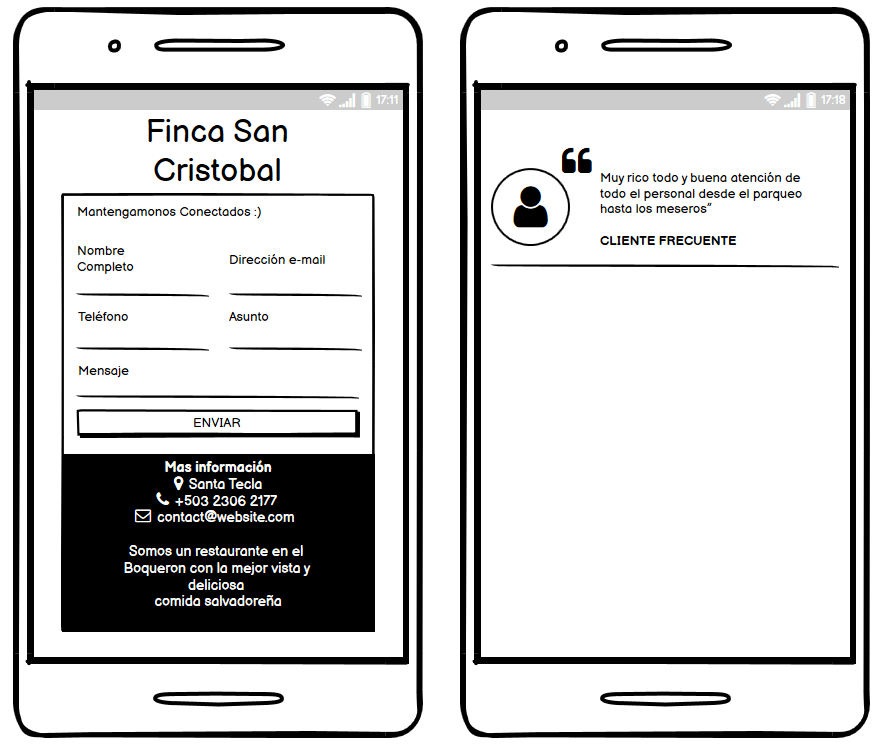 17:11
Finca San
Cristobal
Mantengamonos Conectados :)
Nombre
Completo
Dirección e-mail
Teléfono
Asunto
Mensaje
ENVIAR
Mas información
Santa Tecla
+503 2306 2177
contact@website.com
Somos un restaurante en el
Boqueron con la mejor vista y
deliciosa
comida salvadoreña
17:18
❝
Muy rico todo y buena atención de
todo el personal desde el parqueo
hasta los meseros”
CLIENTE FRECUENTE